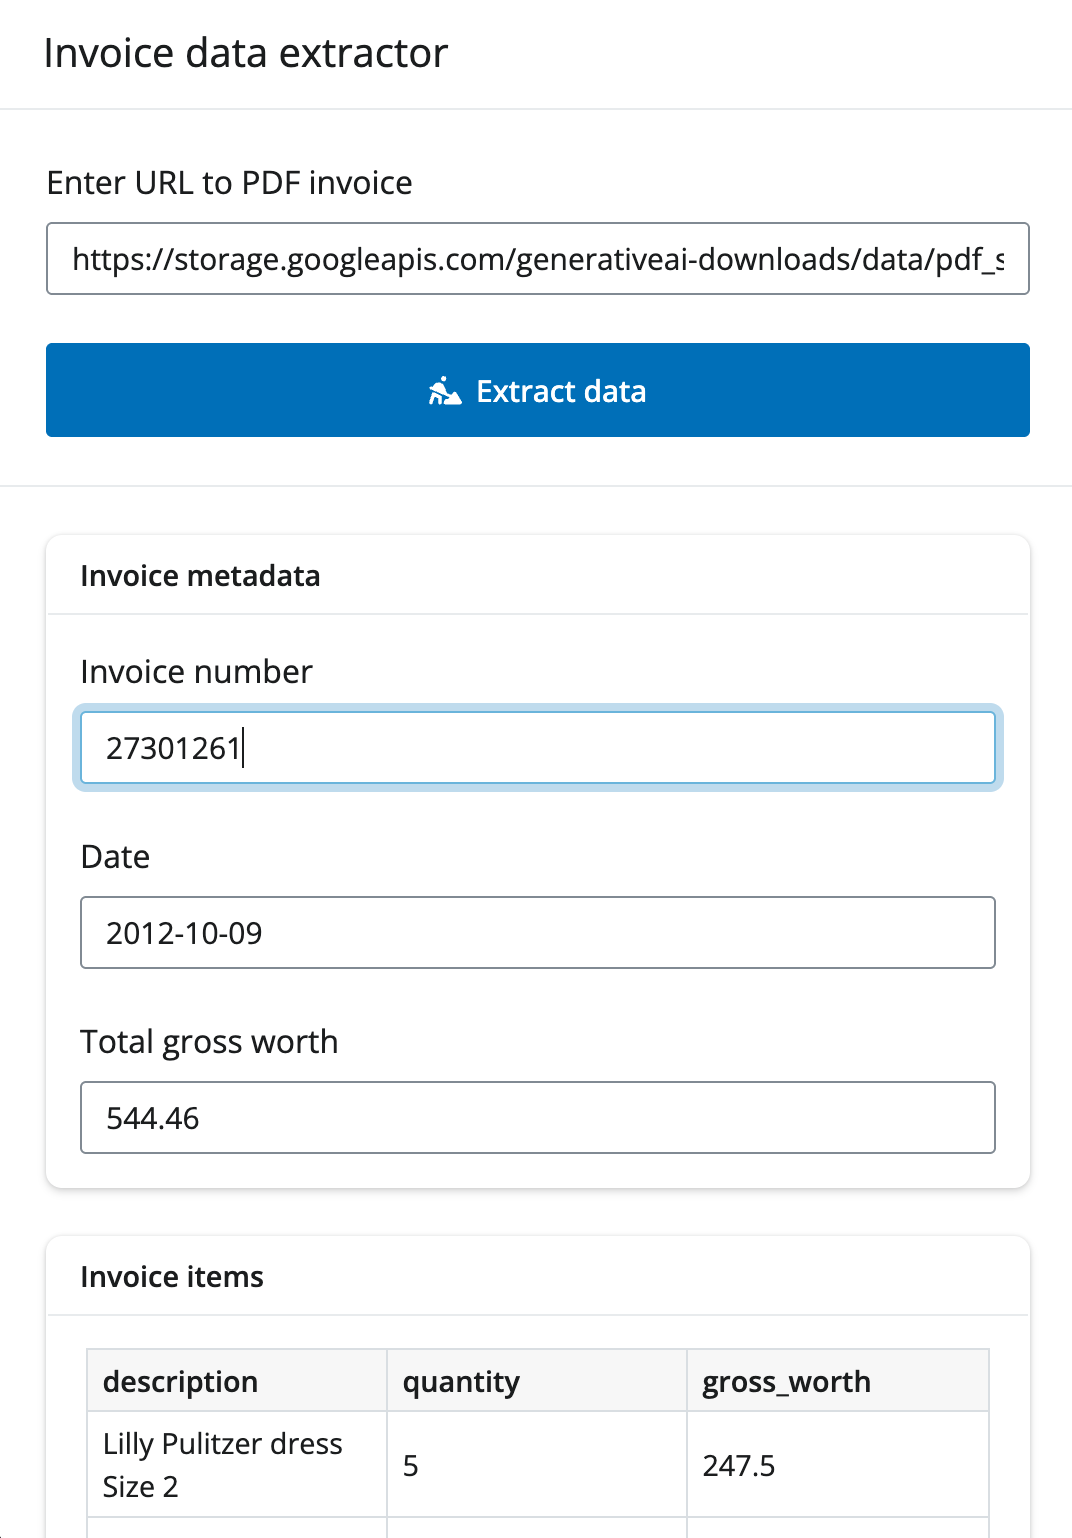 Invoice data extractor
Enter URL to PDF invoice
https://storage.googleapis.com/generativeai-downloads/data/pdf_s
Extract data
Invoice metadata
Invoice number
27301261
Date
2012-10-09
Total gross worth
544.46
Invoice items
description quantity gross_worth
Lilly Pulitzer dress
Size 2
5 247.5